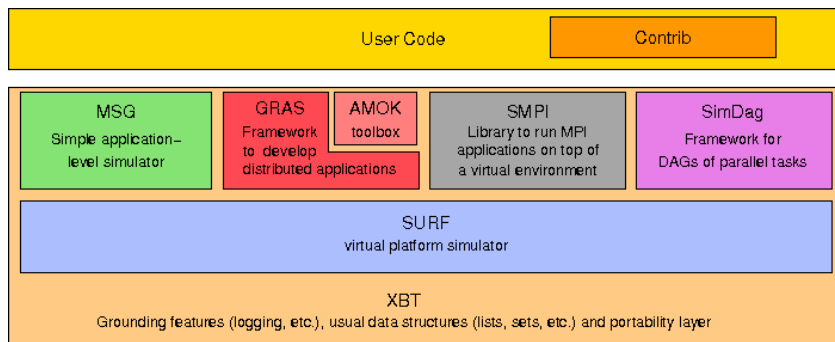 User Code
Contrib
MSG
Simple application-
level simulator
GRAS
Framework
to develop
distributed applications
AMOK
toolbox
SMPI
Library to run MPI
applications on top of
a virtual environment
SimDag
Framework for
DAGs of parallel tasks
SURF
virtual platform simulator
XBT
Grounding features (logging, etc.), usual data structures (lists, sets, etc.) and portability layer